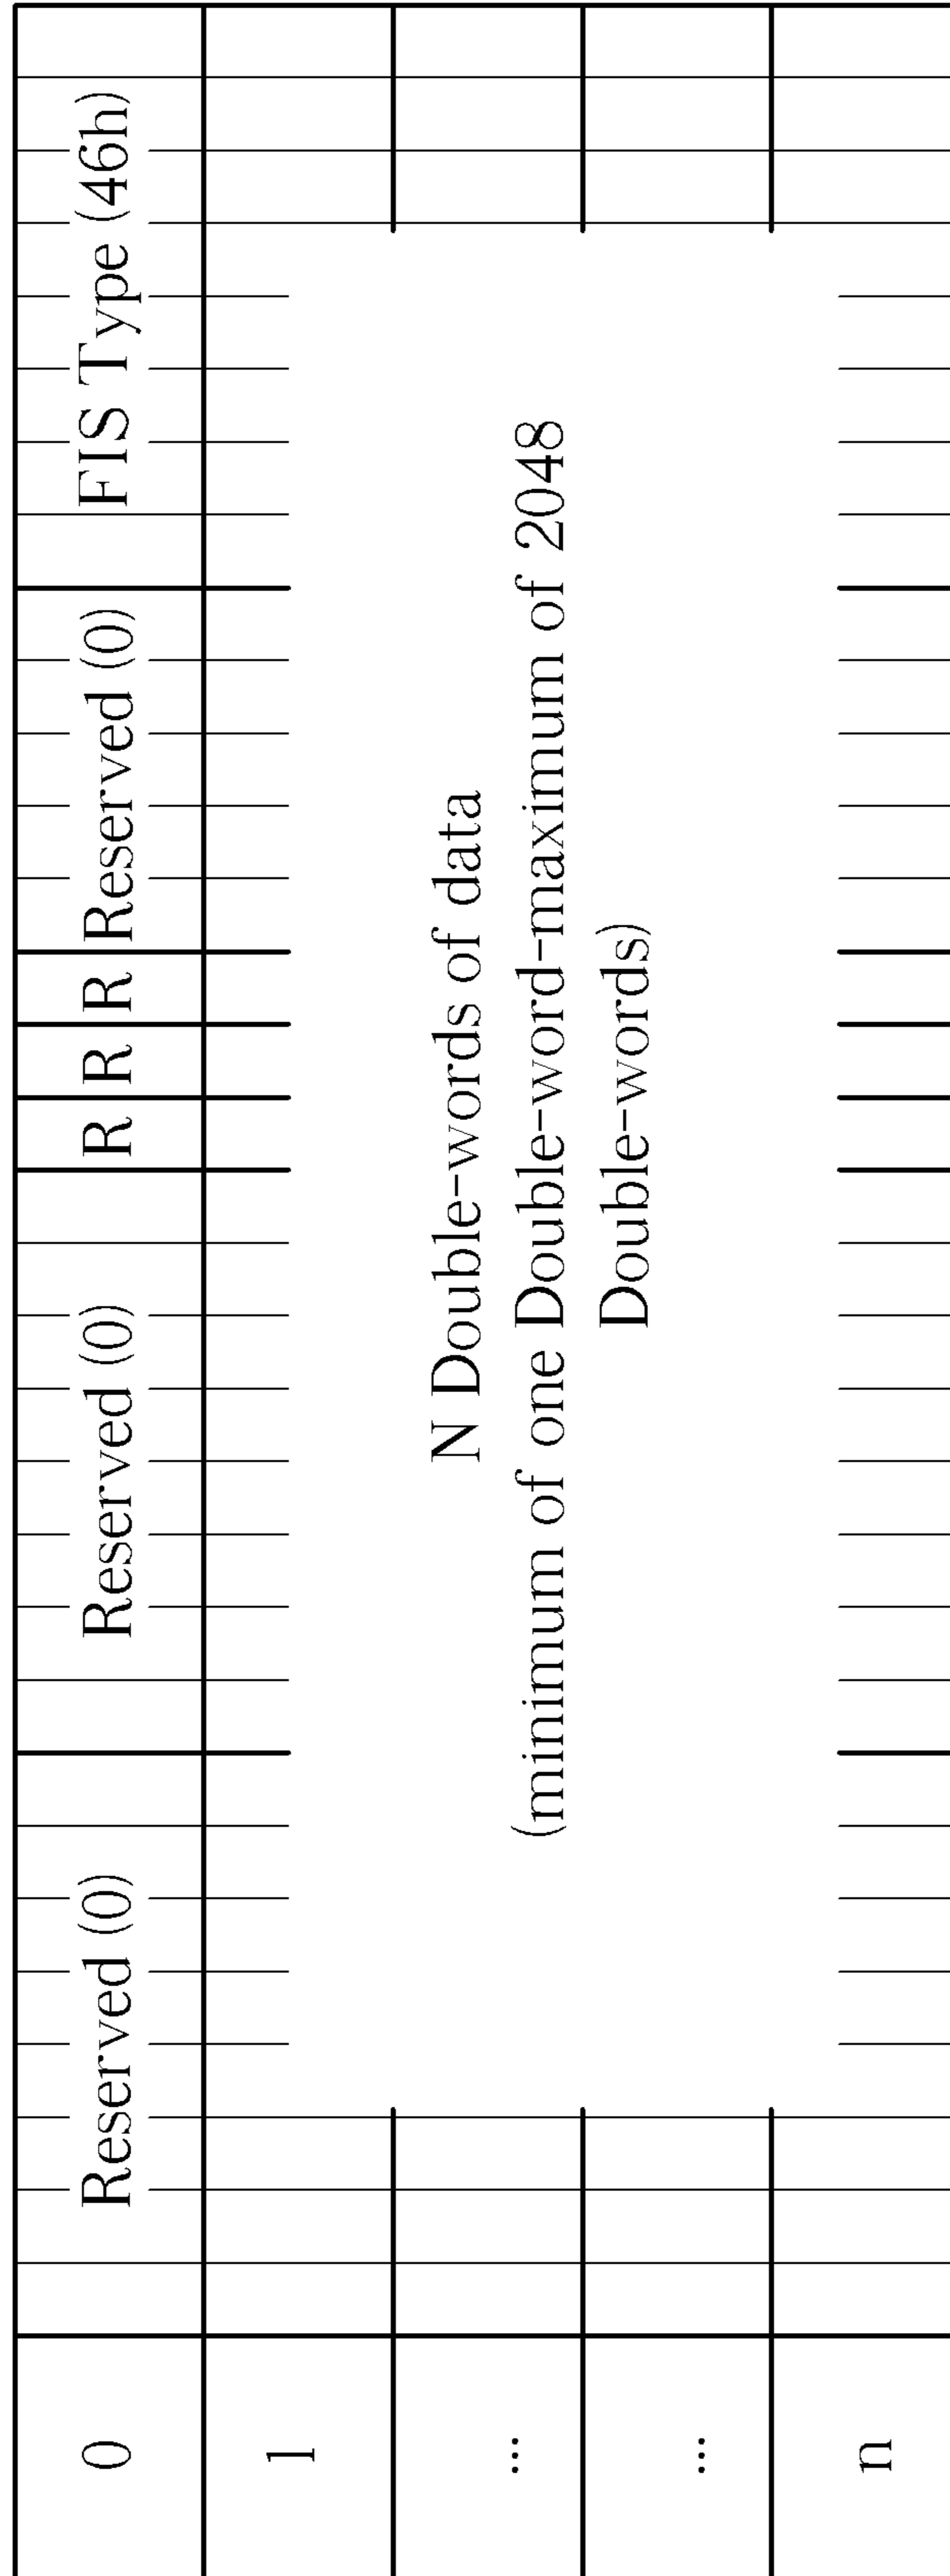 0
Reserved (0)
Reserved (0)
R
R
R
Reserved (0)
FIS Type (46h)
1
...
...
n
N Double-words of data
(minimum of one Double-word-maximum of 2048
Double-words)